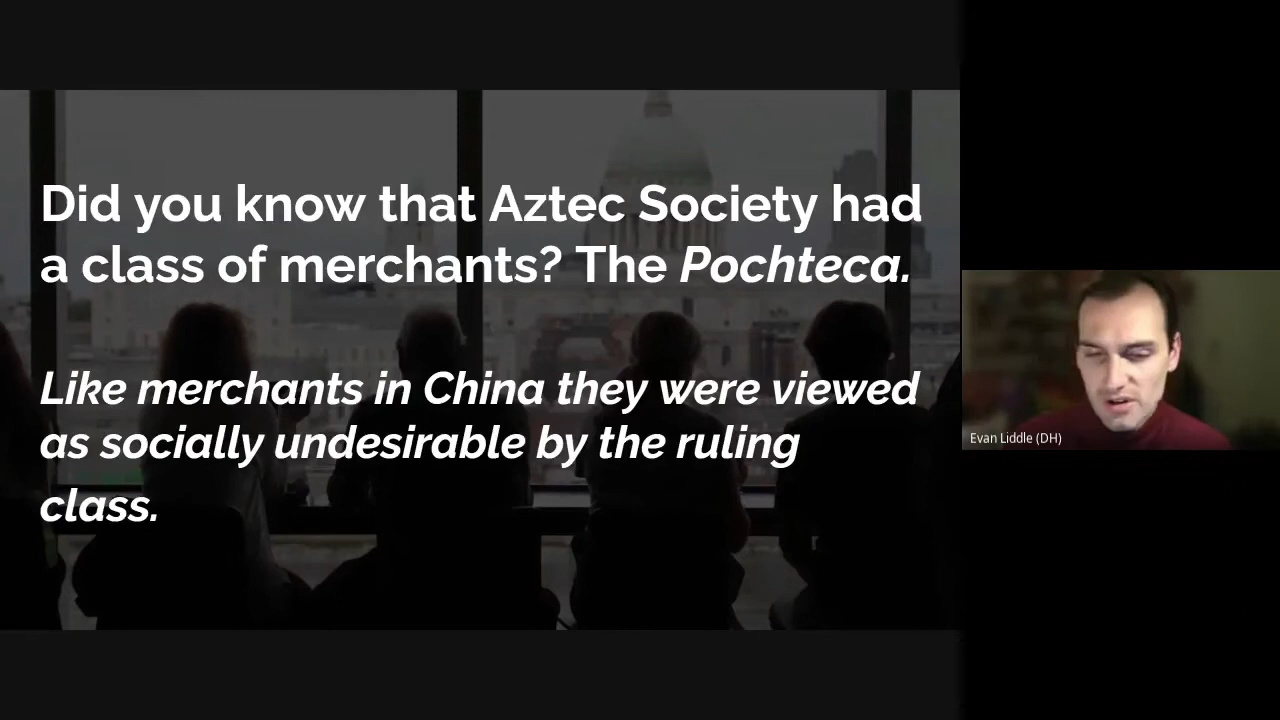 Did you know that Aztec Society had
a class of merchants? The Pochteca.
Like merchants in China they were viewed
as socially undesirable by the ruling
class.
Evan Liddle (DH)